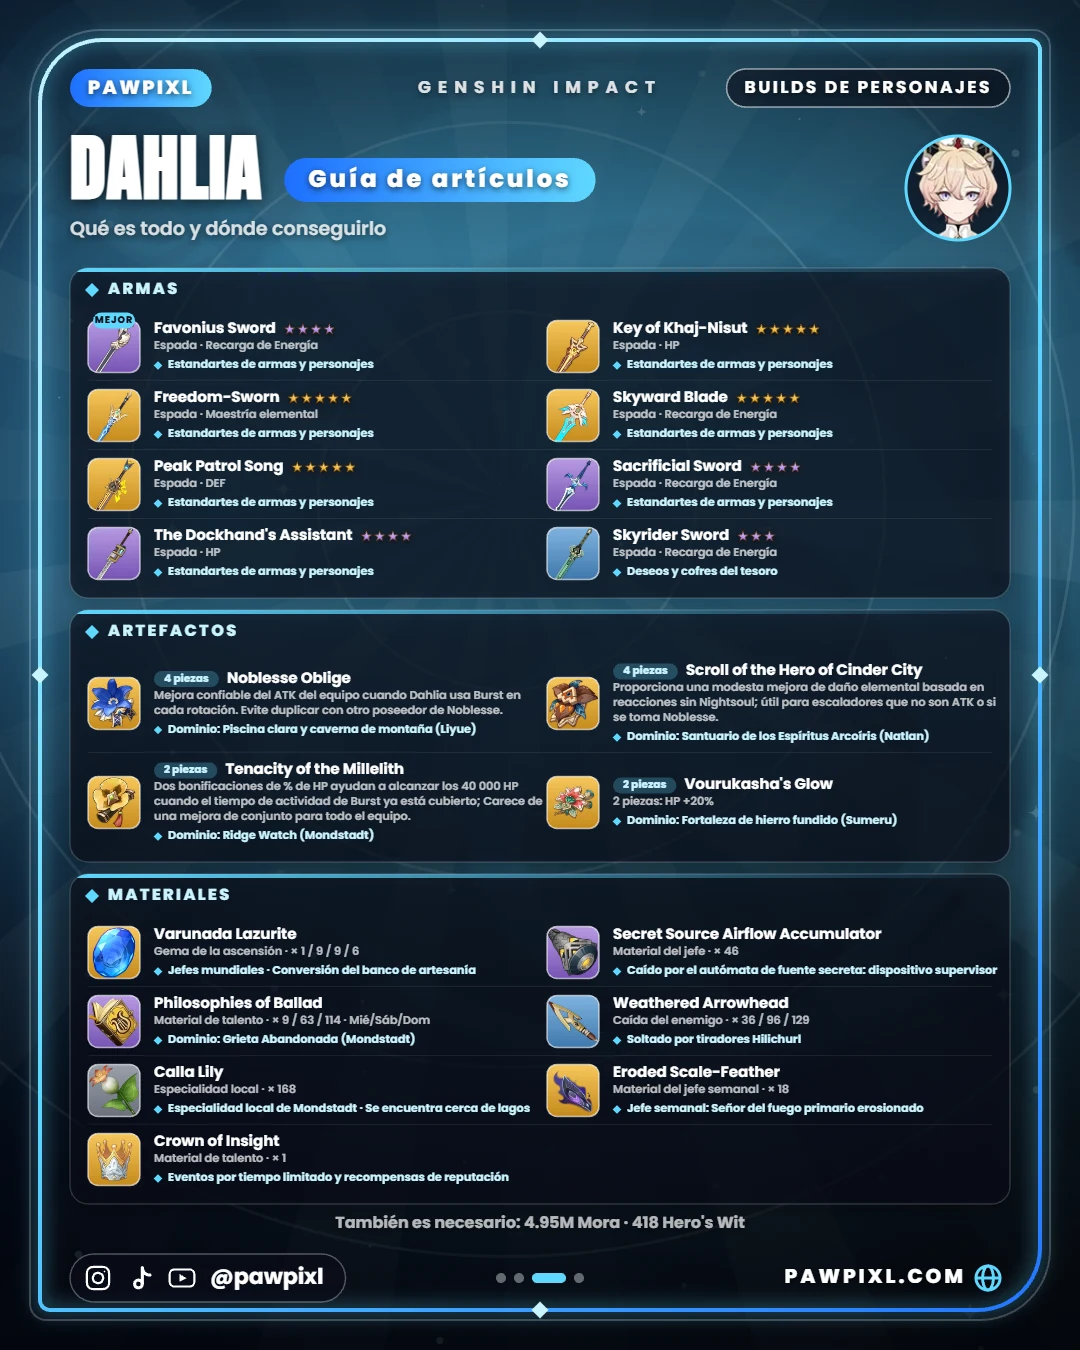 PAWPIXL
GENSHIN IMPACT
BUILDS DE PERSONAJES
DAHLIA
Guía de artículos
Qué es todo y dónde conseguirlo
ARMAS
MEJOR
Favonius Sword ★★★★
Espada · Recarga de Energía
Estandartes de armas y personajes
Key of Khaj-Nisut ★★★★★
Espada · HP
Estandartes de armas y personajes
Freedom-Sworn ★★★★★
Espada · Maestría elemental
Estandartes de armas y personajes
Skyward Blade ★★★★★
Espada · Recarga de Energía
Estandartes de armas y personajes
Peak Patrol Song ★★★★★
Espada · DEF
Estandartes de armas y personajes
Sacrificial Sword ★★★★
Espada · Recarga de Energía
Estandartes de armas y personajes
The Dockhand's Assistant ★★★★
Espada · HP
Estandartes de armas y personajes
Skyrider Sword ★★★
Espada · Recarga de Energía
Deseos y cofres del tesoro
ARTEFACTOS
4 piezas Noblesse Oblige
Mejora confiable del ATK del equipo cuando Dahlia usa Burst en
cada rotación. Evite duplicar con otro poseedor de Noblesse.
Dominio: Piscina clara y caverna de montaña (Liyue)
4 piezas Scroll of the Hero of Cinder City
Proporciona una modesta mejora de daño elemental basada en
reacciones sin Nightsoul; útil para escaladores que no son ATK o si
se toma Noblesse.
Dominio: Santuario de los Espíritus Arcoíris (Natlan)
2 piezas Tenacity of the Millelith
Dos bonificaciones de % de HP ayudan a alcanzar los 40 000 HP
cuando el tiempo de actividad de Burst ya está cubierto; Carece de
una mejora de conjunto para todo el equipo.
Dominio: Ridge Watch (Mondstadt)
2 piezas Vourukasha's Glow
2 piezas: HP +20%
Dominio: Fortaleza de hierro fundido (Sumeru)
MATERIALES
Varunada Lazurite
Gema de la ascensión · × 1 / 9 / 9 / 6
Jefes mundiales · Conversión del banco de artesanía
Secret Source Airflow Accumulator
Material del jefe · × 46
Caído por el autómata de fuente secreta: dispositivo supervisor
Philosophies of Ballad
Material de talento · × 9 / 63 / 114 · Mié/Sáb/Dom
Dominio: Grieta Abandonada (Mondstadt)
Weathered Arrowhead
Caída del enemigo · × 36 / 96 / 129
Soltado por tiradores Hilichurl
Calla Lily
Especialidad local · × 168
Especialidad local de Mondstadt · Se encuentra cerca de lagos
Eroded Scale-Feather
Material del jefe semanal · × 18
Jefe semanal: Señor del fuego primario erosionado
Crown of Insight
Material de talento · × 1
Eventos por tiempo limitado y recompensas de reputación
También es necesario: 4.95M Mora · 418 Hero's Wit
@pawpixl
PAWPIXL.COM